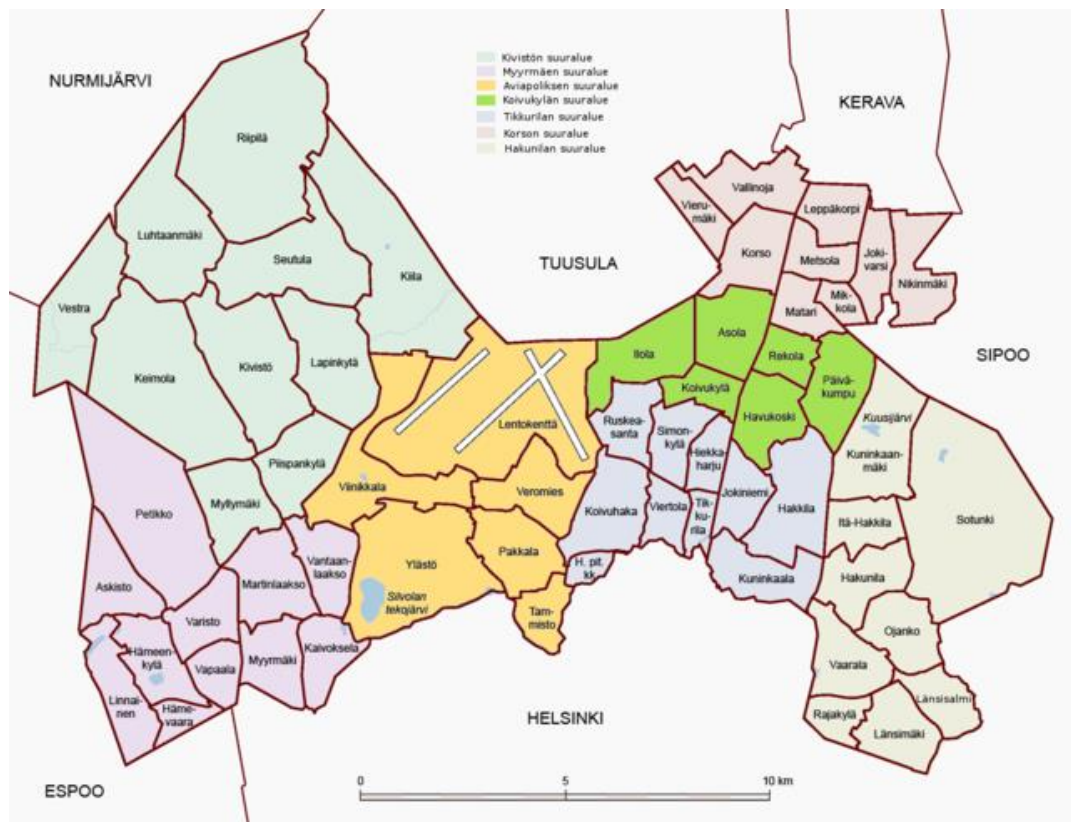 NURMIJÄRVI
KERAVA
TUUSULA
SIPOO
HELSINKI
ESPOO
Kivistön suuralue
Myyrmäen suuralue
Aviapoliksen suuralue
Koivukylän suuralue
Tikkurilan suuralue
Korson suuralue
Hakunilan suuralue
Riipilä
Luhtaanmäki
Seutula
Kiila
Vestra
Keimola
Kivistö
Lapinkylä
Piispankylä
Myllymäki
Petikko
Askisto
Vantaan-
laakso
Martinlaakso
Varisto
Hämeen-
kylä
Vapaala
Myyrmäki
Kaivoksela
Linnai-
nen
Häme-
vaara
Lentokenttä
Viinikkala
Veromies
Ylästö
Silvolan
tekojärvi
Pakkala
Tam-
misto
Ilola
Asola
Rekola
Koivukylä
Havukoski
Päivä-
kumpu
Ruskea-
santa
Simon-
kylä
Hiekka-
harju
Koivuhaka
Viertola
Tik-
ku-
rila
Jokiniemi
Hakkila
H. pit.
kk.
Kuninkaala
Vallinoja
Vieru-
mäki
Leppäkorpi
Korso
Metsola
Joki-
varsi
Nikinmäki
Matari
Mik-
kola
Kuusijärvi
Kuninkaan-
mäki
Sotunki
Itä-Hakkila
Hakunila
Ojanko
Vaarala
Länsisalmi
Rajakylä
Länsimäki
0 5 10 km